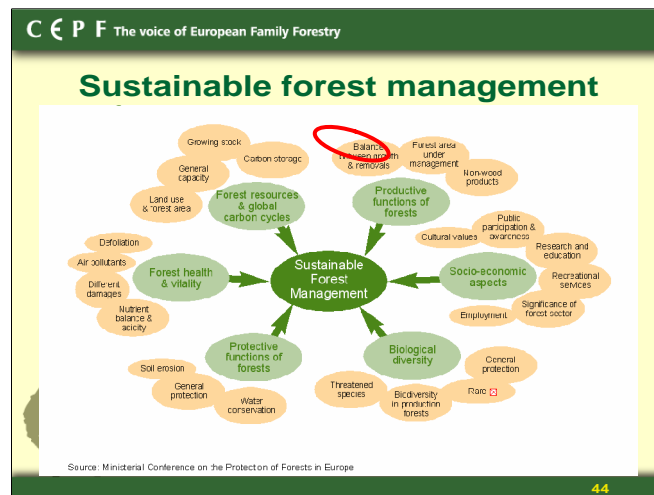 C E P F The voice of European Family Forestry
Sustainable forest management
Growing stock
Carbon storage
General
capacity
Land use
& forest area
Forest resources
& global
carbon cycles
Balance
between growth
& removals
Forest area
under
management
Non-wood
products
Productive
functions of
forests
Defoliation
Air pollutants
Different
damages
Nutrient
balance &
acidity
Forest health
& vitality
Sustainable
Forest
Management
Cultural values
Public
participation &
awareness
Research and
education
Recreational
services
Significance of
forest sector
Employment
Socio-economic
aspects
Soil erosion
General
protection
Water
conservation
Protective
functions of
forests
Biological
diversity
Threatened
species
Biodiversity
in production
forests
Rare
General
protection
Source: Ministerial Conference on the Protection of Forests in Europe
44